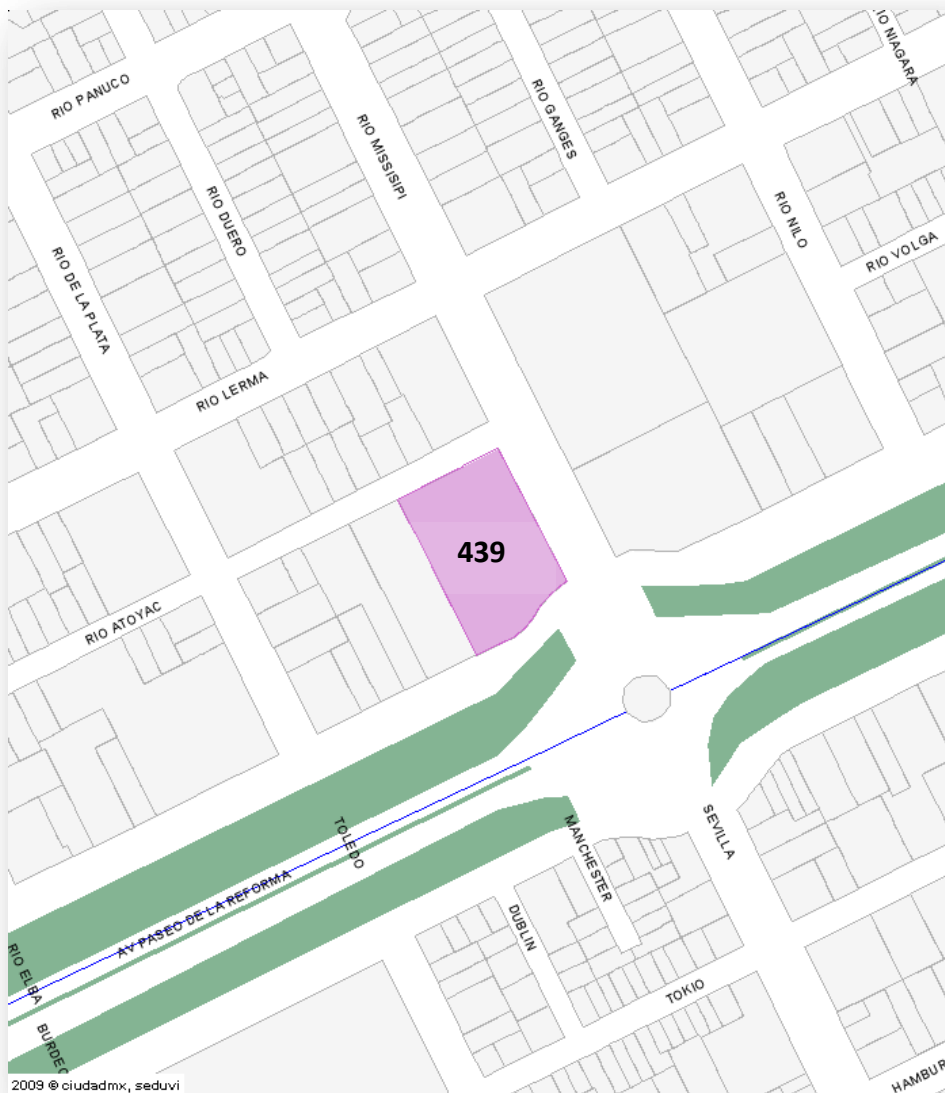 RIO NIAGARA
RIO PANUCO
RIO GANGES
RIO MISSISIPI
RIO DUERO
RIO NILO
RIO VOLGA
RIO DE LA PLATA
RIO LERMA
439
RIO ATOYAC
TOLEDO
MANCHESTER
SEVILLA
AV PASEO DE LA REFORMA
DUBLIN
RIO ELBA
TOKIO
BURDEO
HAMBUR
2009 © ciudadmx, seduvi